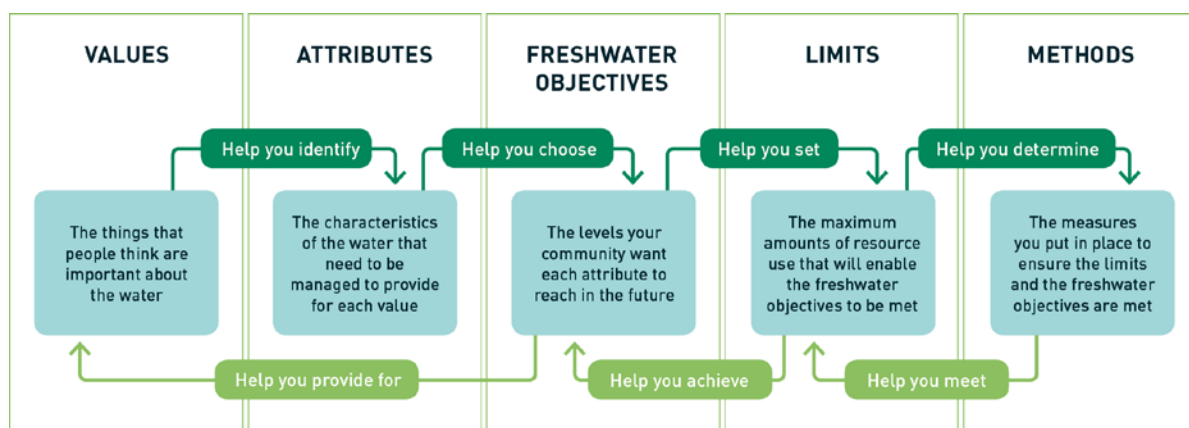 VALUES
ATTRIBUTES
FRESHWATER
OBJECTIVES
LIMITS
METHODS
Help you identify
Help you choose
Help you set
Help you determine
The things that
people think are
important about
the water
The characteristics
of the water that
need to be
managed to provide
for each value
The levels your
community want
each attribute to
reach in the future
The maximum
amounts of resource
use that will enable
the freshwater
objectives to be met
The measures
you put in place to
ensure the limits
and the freshwater
objectives are met
Help you provide for
Help you achieve
Help you meet